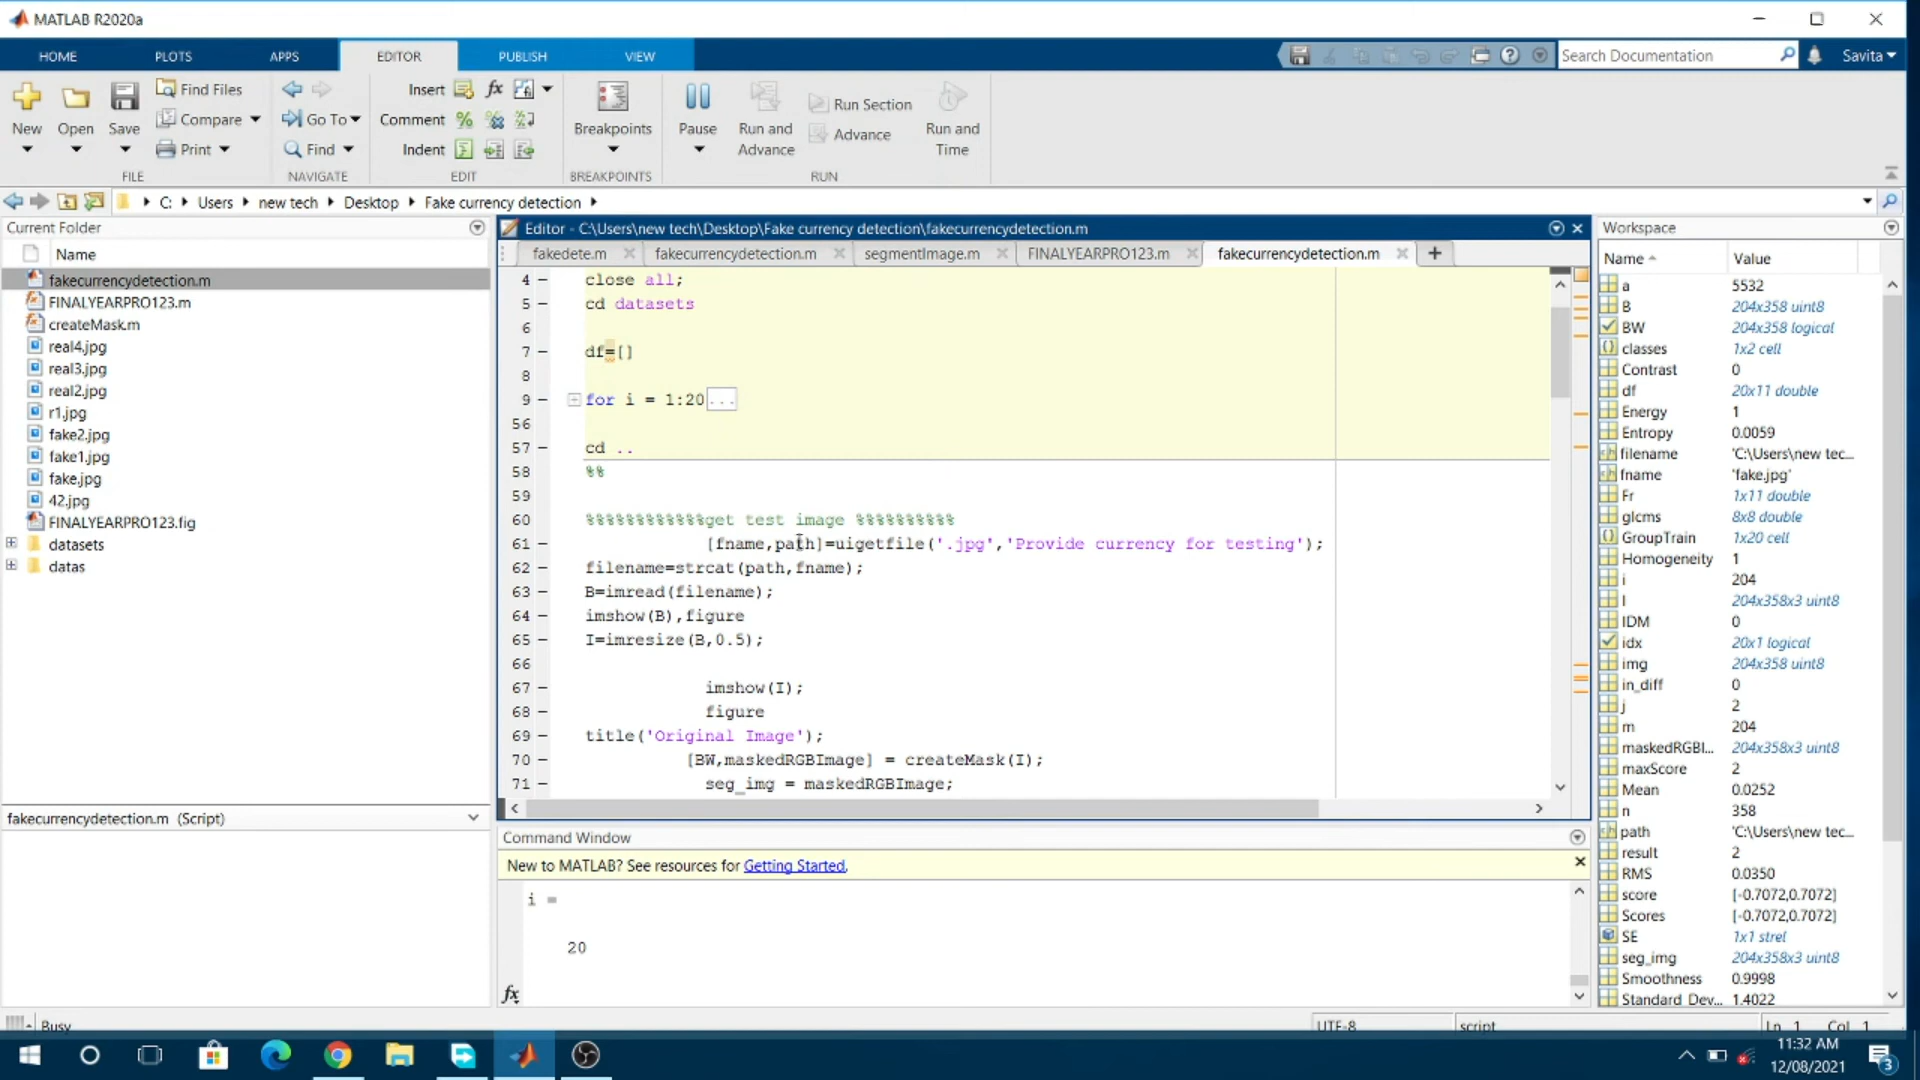 MATLAB R2020a
HOME PLOTS APPS EDITOR PUBLISH VIEW
Search Documentation
Savita
New
Open
Save
Find Files
Compare
Print
FILE
Go To
Find
NAVIGATE
Insert
Comment
Indent
EDIT
Breakpoints
BREAKPOINTS
Pause
Run and Advance
Run Section
Advance
Run and Time
RUN
C: Users new tech Desktop Fake currency detection
Current Folder
Name
fakecurrencydetection.m
FINALYEARPRO123.m
createMask.m
real4.jpg
real3.jpg
real2.jpg
r1.jpg
fake2.jpg
fake1.jpg
fake.jpg
42.jpg
FINALYEARPRO123.fig
datasets
datas
fakecurrencydetection.m (Script)
Editor - C:\Users\new tech\Desktop\Fake currency detection\fakecurrencydetection.m
fakedete.m fakecurrencydetection.m segmentImage.m FINALYEARPRO123.m fakecurrencydetection.m
4 – close all;
5 – cd datasets
6
7 – df=[]
8
9 – for i = 1:20...
56
57 – cd ..
58 %%
59
60 %%%%%%%%%%%%get test image %%%%%%%%%%
61 – [fname,path]=uigetfile('.jpg','Provide currency for testing');
62 – filename=strcat(path,fname);
63 – B=imread(filename);
64 – imshow(B),figure
65 – I=imresize(B,0.5);
66
67 – imshow(I);
68 – figure
69 – title('Original Image');
70 – [BW,maskedRGBImage] = createMask(I);
71 – seg_img = maskedRGBImage;
Command Window
New to MATLAB? See resources for Getting Started.
i =
20
fx
Workspace
Name Value
a 5532
B 204x358 uint8
BW 204x358 logical
classes 1x2 cell
Contrast 0
df 20x11 double
Energy 1
Entropy 0.0059
filename 'C:\Users\new tec...
fname 'fake.jpg'
Fr 1x11 double
glcms 8x8 double
GroupTrain 1x20 cell
Homogeneity 1
i 204
I 204x358x3 uint8
IDM 0
idx 20x1 logical
img 204x358 uint8
in_diff 0
j 2
m 204
maskedRGBI... 204x358x3 uint8
maxScore 2
Mean 0.0252
n 358
path 'C:\Users\new tec...
result 2
RMS 0.0350
score [-0.7072,0.7072]
Scores [-0.7072,0.7072]
SE 1x1 strel
seg_img 204x358x3 uint8
Smoothness 0.9998
Standard_Dev... 1.4022
Busy
UTF-8 script Ln 1 Col 1
11:32 AM
12/08/2021
3